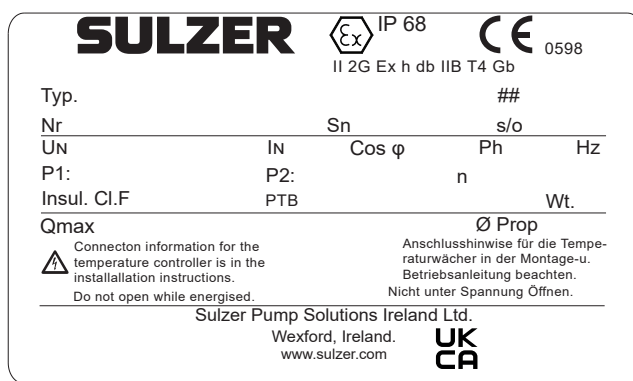 SULZER Ex IP 68 CE 0598
II 2G Ex h db IIB T4 Gb
Typ. ##
Nr Sn s/o
UN IN Cos φ Ph Hz
P1: P2: n
Insul. Cl.F PTB Wt.
Qmax Ø Prop
Connecton information for the
temperature controller is in the
installallation instructions.
Do not open while energised.
Anschlusshinweise für die Tempe-
raturwächer in der Montage-u.
Betriebsanleitung beachten.
Nicht unter Spannung Öffnen.
Sulzer Pump Solutions Ireland Ltd.
Wexford, Ireland.
www.sulzer.com
UK
CA